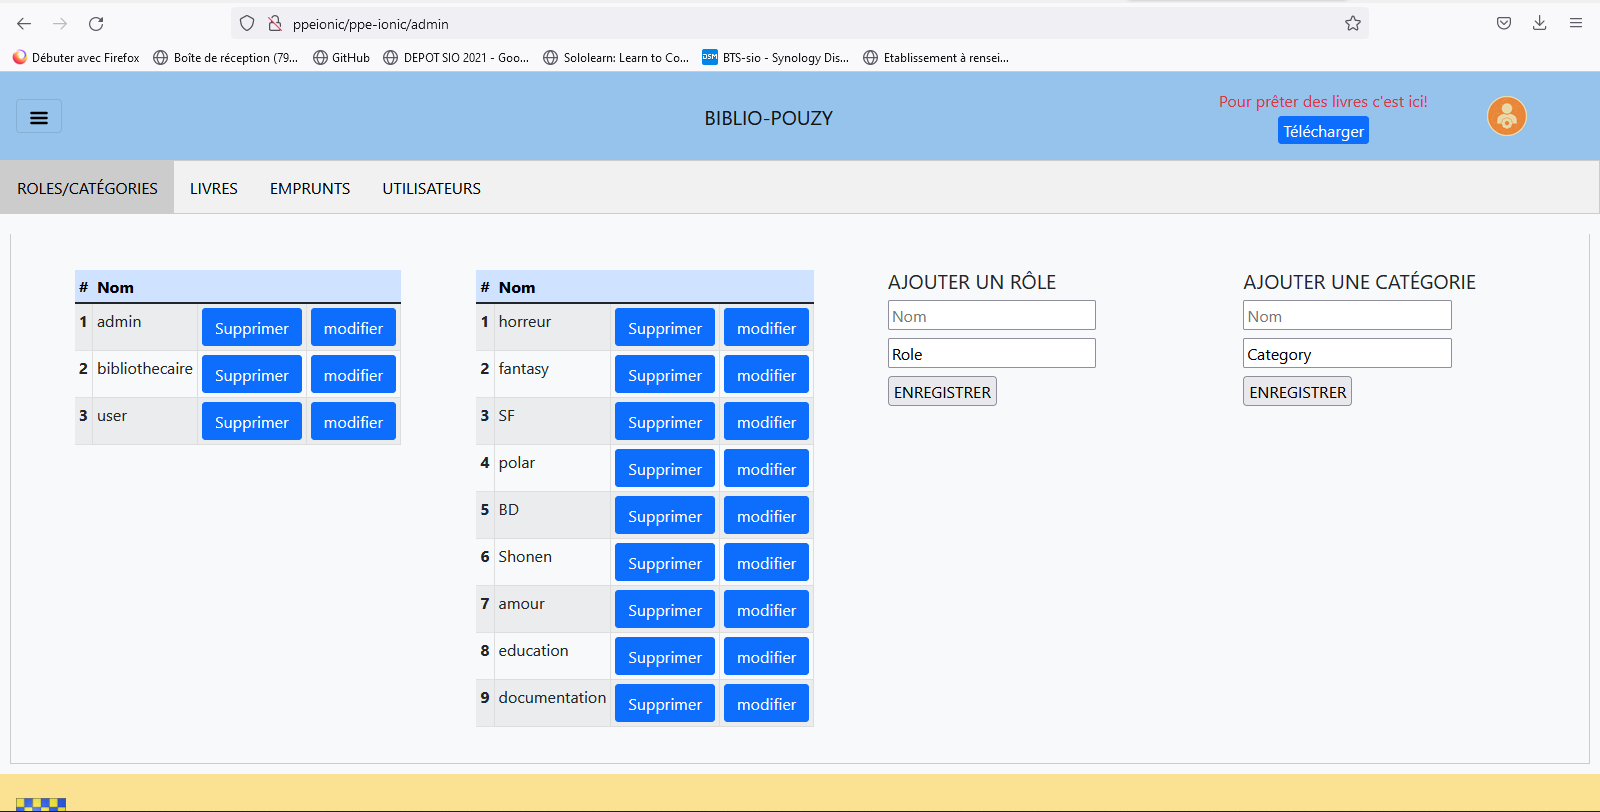 ppeionic/ppe-ionic/admin
Débuter avec Firefox Boîte de réception (79... GitHub DEPOT SIO 2021 - Goo... Sololearn: Learn to Co... DSM BTS-sio - Synology Dis... Etablissement à rensei...
BIBLIO-POUZY
Pour prêter des livres c'est ici!
Télécharger
ROLES/CATÉGORIES LIVRES EMPRUNTS UTILISATEURS
# Nom
1 admin Supprimer modifier
2 bibliothecaire Supprimer modifier
3 user Supprimer modifier
# Nom
1 horreur Supprimer modifier
2 fantasy Supprimer modifier
3 SF Supprimer modifier
4 polar Supprimer modifier
5 BD Supprimer modifier
6 Shonen Supprimer modifier
7 amour Supprimer modifier
8 education Supprimer modifier
9 documentation Supprimer modifier
AJOUTER UN RÔLE
Nom
Role
ENREGISTRER
AJOUTER UNE CATÉGORIE
Nom
Category
ENREGISTRER